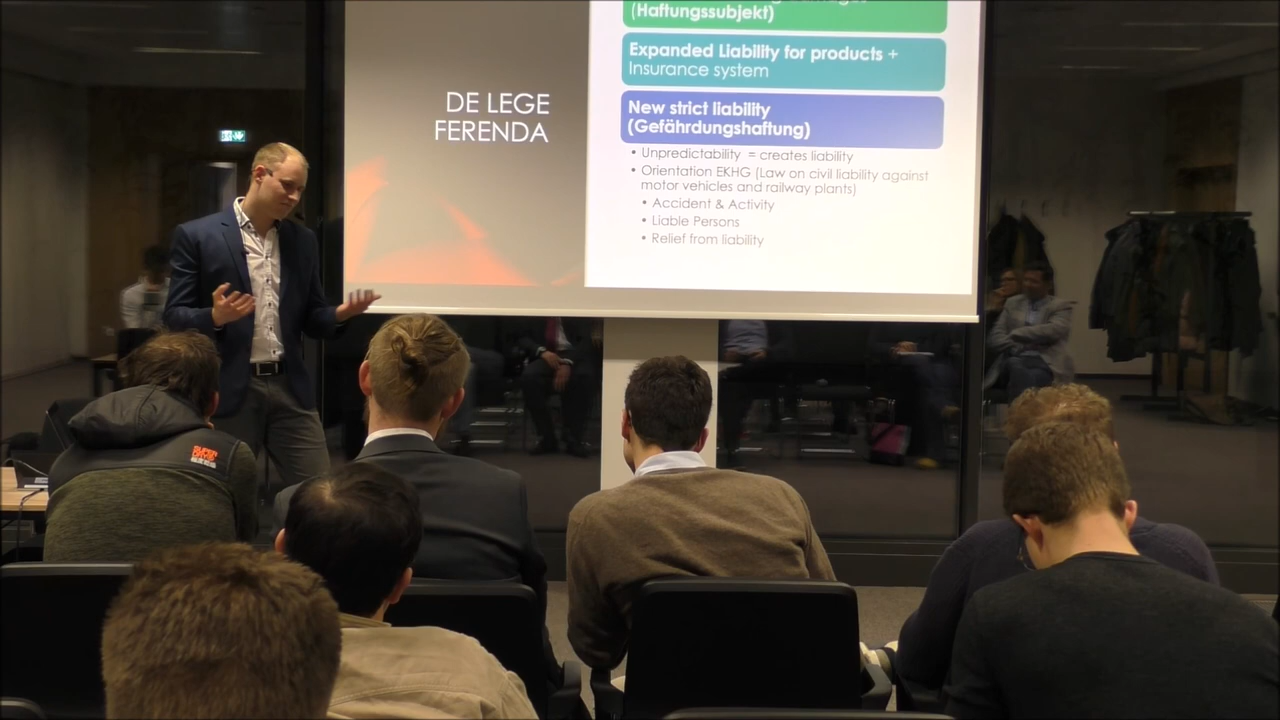 (Haftungssubjekt)
Expanded Liability for products +
Insurance system
DE LEGE
FERENDA
New strict liability
(Gefährdungshaftung)
• Unpredictability = creates liability
• Orientation EKHG (Law on civil liability against
motor vehicles and railway plants)
• Accident & Activity
• Liable Persons
• Relief from liability